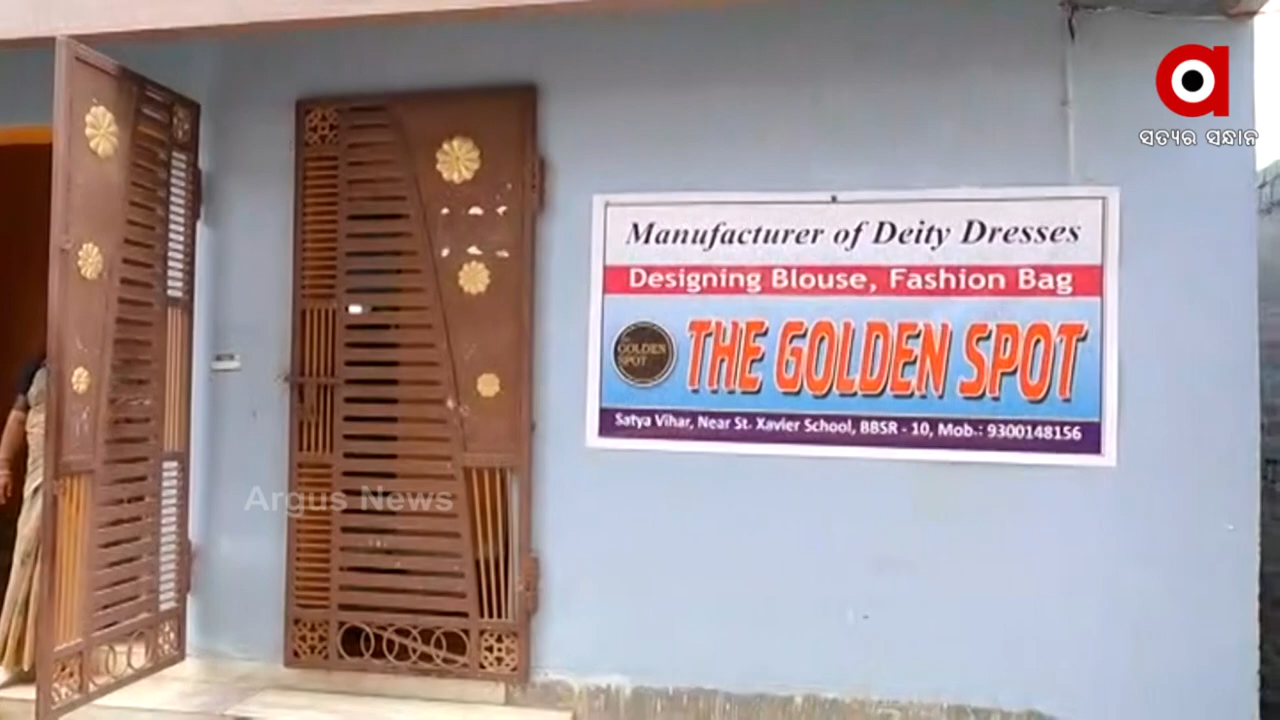 ସତ୍ୟର ସନ୍ଧାନ
Manufacturer of Deity Dresses
Designing Blouse, Fashion Bag
GOLDEN
SPOT
THE GOLDEN SPOT
Satya Vihar, Near St. Xavier School, BBSR - 10, Mob.: 9300148156
Argus News